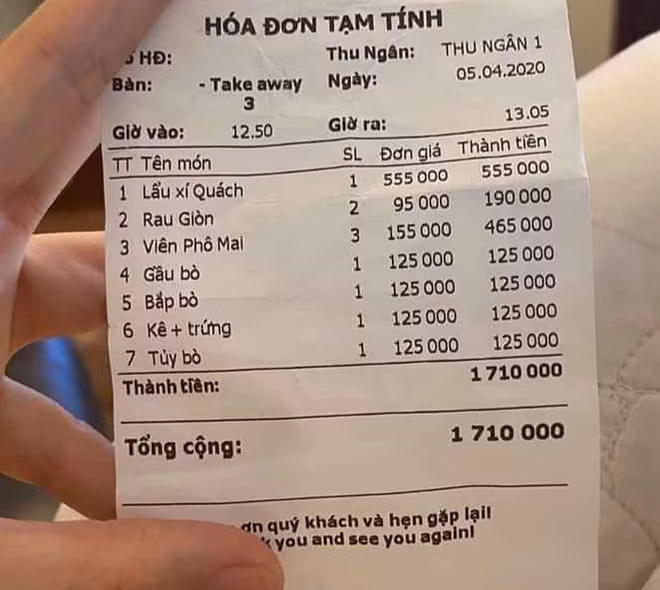 HÓA ĐƠN TẠM TÍNH
HĐ: Thu Ngân: THU NGÂN 1
Bàn: - Take away 3 Ngày: 05.04.2020
Giờ vào: 12.50 Giờ ra: 13.05
TT Tên món SL Đơn giá Thành tiền
1 Lẩu xí Quách 1 555 000 555 000
2 Rau Giòn 2 95 000 190 000
3 Viên Phô Mai 3 155 000 465 000
4 Gầu bò 1 125 000 125 000
5 Bắp bò 1 125 000 125 000
6 Kê + trứng 1 125 000 125 000
7 Tủy bò 1 125 000 125 000
Thành tiền: 1 710 000
Tổng cộng: 1 710 000
quý khách và hẹn gặp lại!
you and see you again!